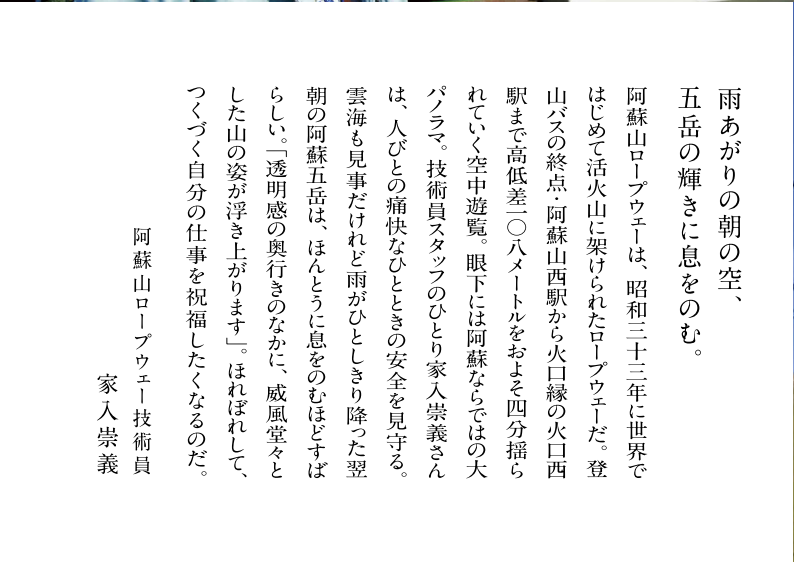 雨あがりの朝の空、
五岳の輝きに息をのむ。
阿蘇山ロープウェーは、昭和三十三年に世界で
はじめて活火山に架けられたロープウェーだ。登
山バスの終点・阿蘇山西駅から火口縁の火口西
駅まで高低差一〇八メートルをおよそ四分揺ら
れていく空中遊覧。眼下には阿蘇ならではの大
パノラマ。技術員スタッフのひとり家入崇義さん
は、人びとの痛快なひとときの安全を見守る。
雲海も見事だけれど雨がひとしきり降った翌
朝の阿蘇五岳は、ほんとうに息をのむほどすば
らしい。「透明感の奥行きのなかに、威風堂々と
した山の姿が浮き上がります」。ほれぼれして、
つくづく自分の仕事を祝福したくなるのだ。
阿蘇山ロープウェー技術員
家入崇義